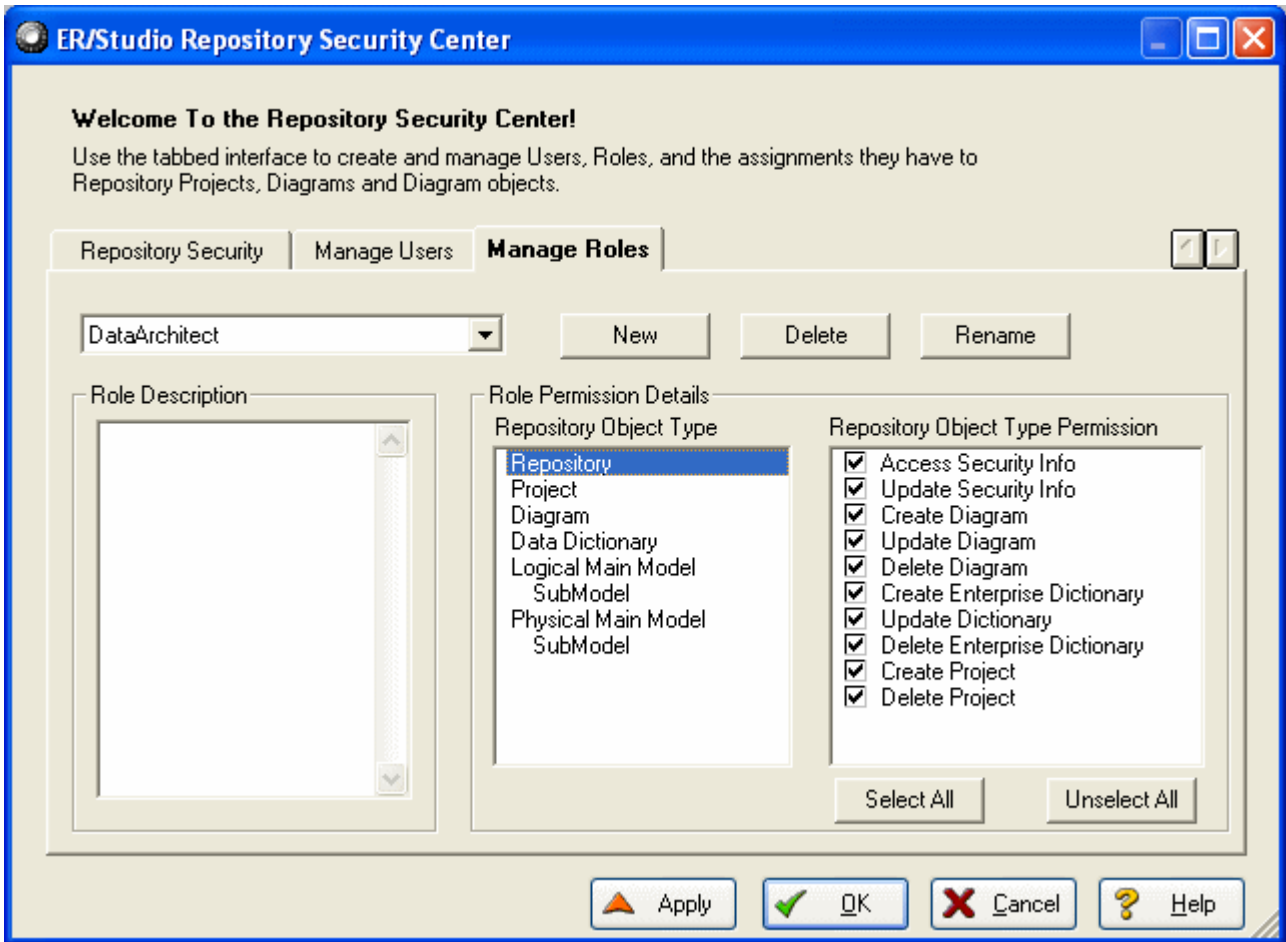 ER/Studio Repository Security Center
Welcome To the Repository Security Center!
Use the tabbed interface to create and manage Users, Roles, and the assignments they have to
Repository Projects, Diagrams and Diagram objects.
Repository Security
Manage Users
Manage Roles
DataArchitect
New
Delete
Rename
Role Description
Role Permission Details
Repository Object Type
Repository
Project
Diagram
Data Dictionary
Logical Main Model
SubModel
Physical Main Model
SubModel
Repository Object Type Permission
Access Security Info
Update Security Info
Create Diagram
Update Diagram
Delete Diagram
Create Enterprise Dictionary
Update Dictionary
Delete Enterprise Dictionary
Create Project
Delete Project
Select All
Unselect All
Apply
OK
Cancel
Help